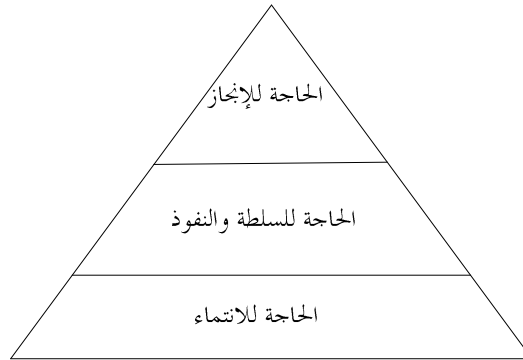 الحاجة للإنجاز
الحاجة للسلطة والنفوذ
الحاجة للانتماء